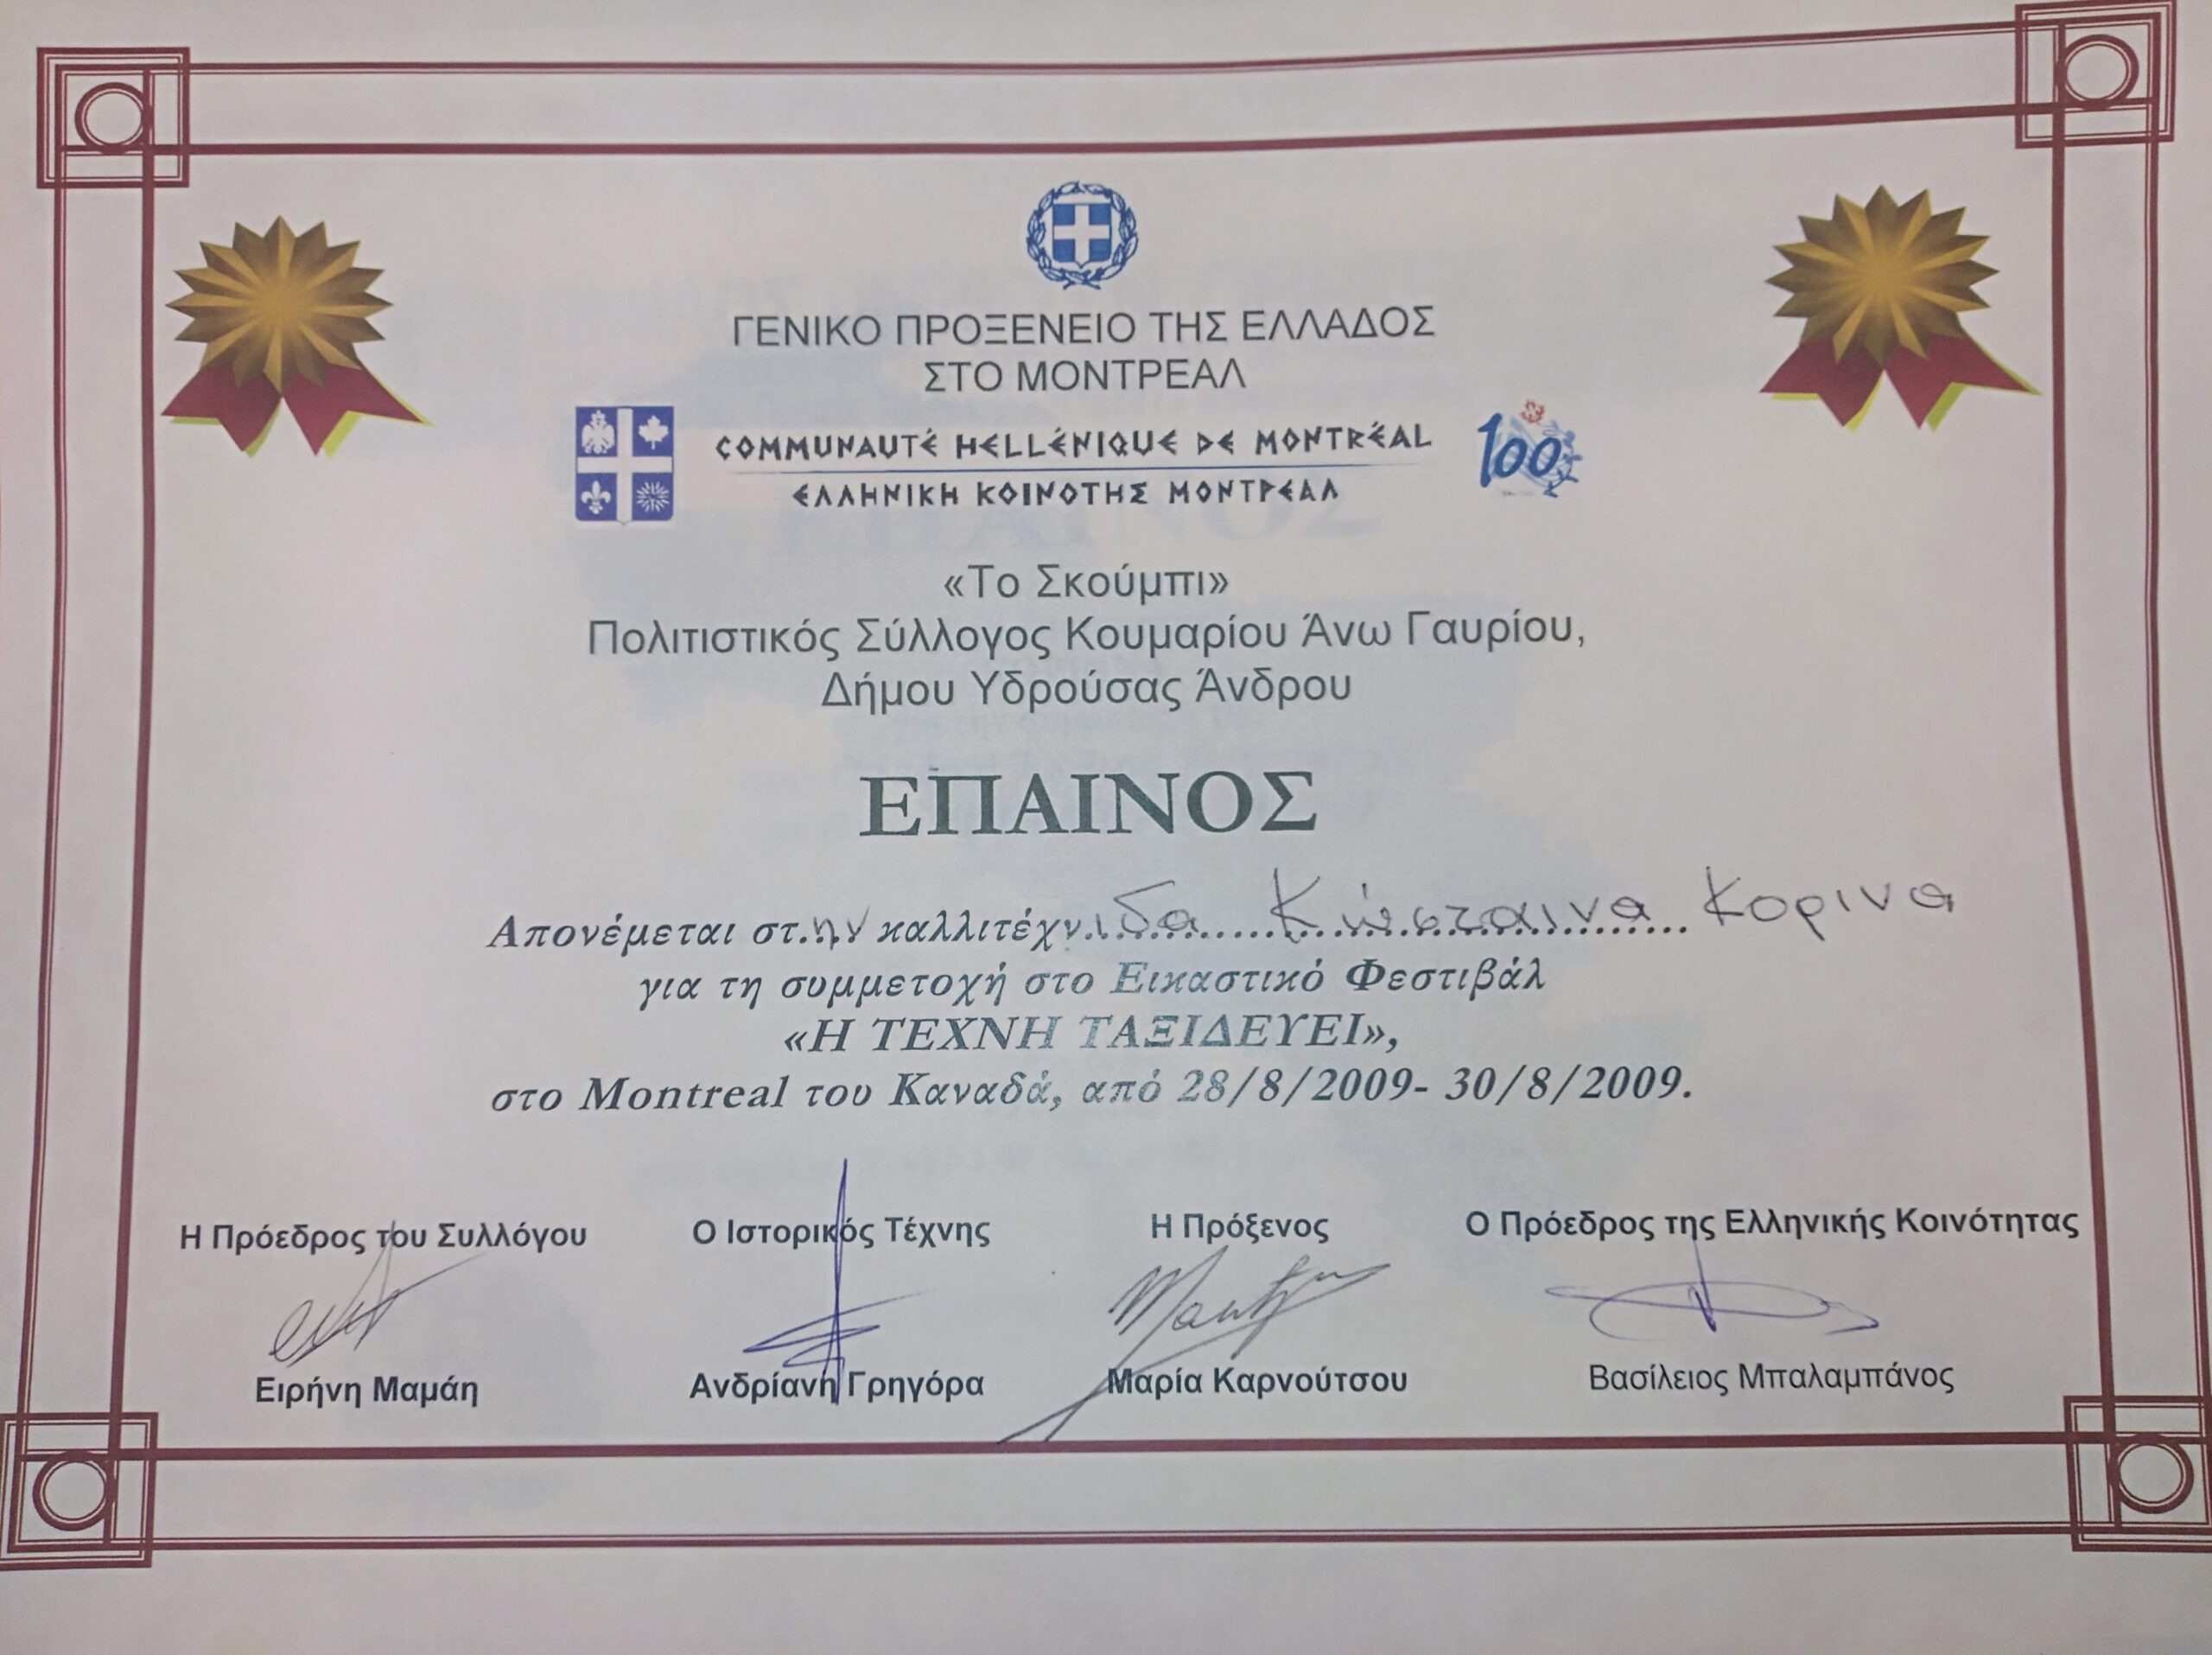 ΓΕΝΙΚΟ ΠΡΟΞΕΝΕΙΟ ΤΗΣ ΕΛΛΑΔΟΣ
ΣΤΟ ΜΟΝΤΡΕΑΛ
COMMUNAUTÉ HELLÉNIQUE DE MONTRÉAL
100
ΕΛΛΗΝΙΚΗ ΚΟΙΝΟΤΗΣ ΜΟΝΤΡΕΑΛ
«Το Σκούμπι»
Πολιτιστικός Σύλλογος Κουμαρίου Άνω Γαυρίου,
Δήμου Υδρούσας Άνδρου
ΕΠΑΙΝΟΣ
Απονέμεται στ.ην καλλιτέχν.ιδα Κώσταινα Κορινα
για τη συμμετοχή στο Εικαστικό Φεστιβάλ
«Η ΤΕΧΝΗ ΤΑΞΙΔΕΥΕΙ»,
στο Montreal του Καναδά, από 28/8/2009- 30/8/2009.
Η Πρόεδρος του Συλλόγου Ο Ιστορικός Τέχνης Η Πρόξενος Ο Πρόεδρος της Ελληνικής Κοινότητας
Ειρήνη Μαμάη Ανδρίανή Γρηγόρα Μαρία Καρνούτσου Βασίλειος Μπαλαμπάνος